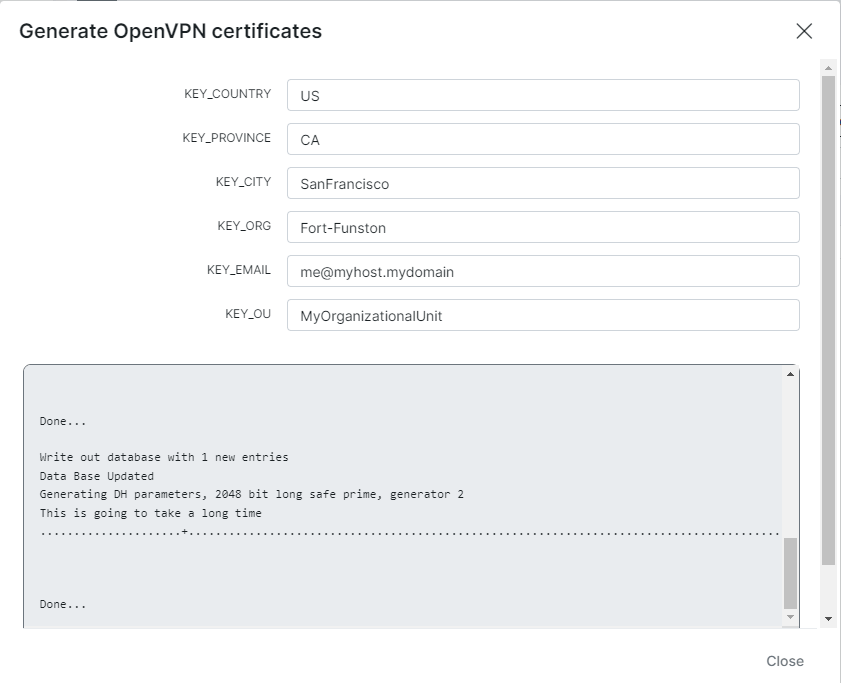 Generate OpenVPN certificates
KEY_COUNTRY US
KEY_PROVINCE CA
KEY_CITY SanFrancisco
KEY_ORG Fort-Funston
KEY_EMAIL me@myhost.mydomain
KEY_OU MyOrganizationalUnit
Done...
Write out database with 1 new entries
Data Base Updated
Generating DH parameters, 2048 bit long safe prime, generator 2
This is going to take a long time
.....................+........................................................................................
Done...
Close